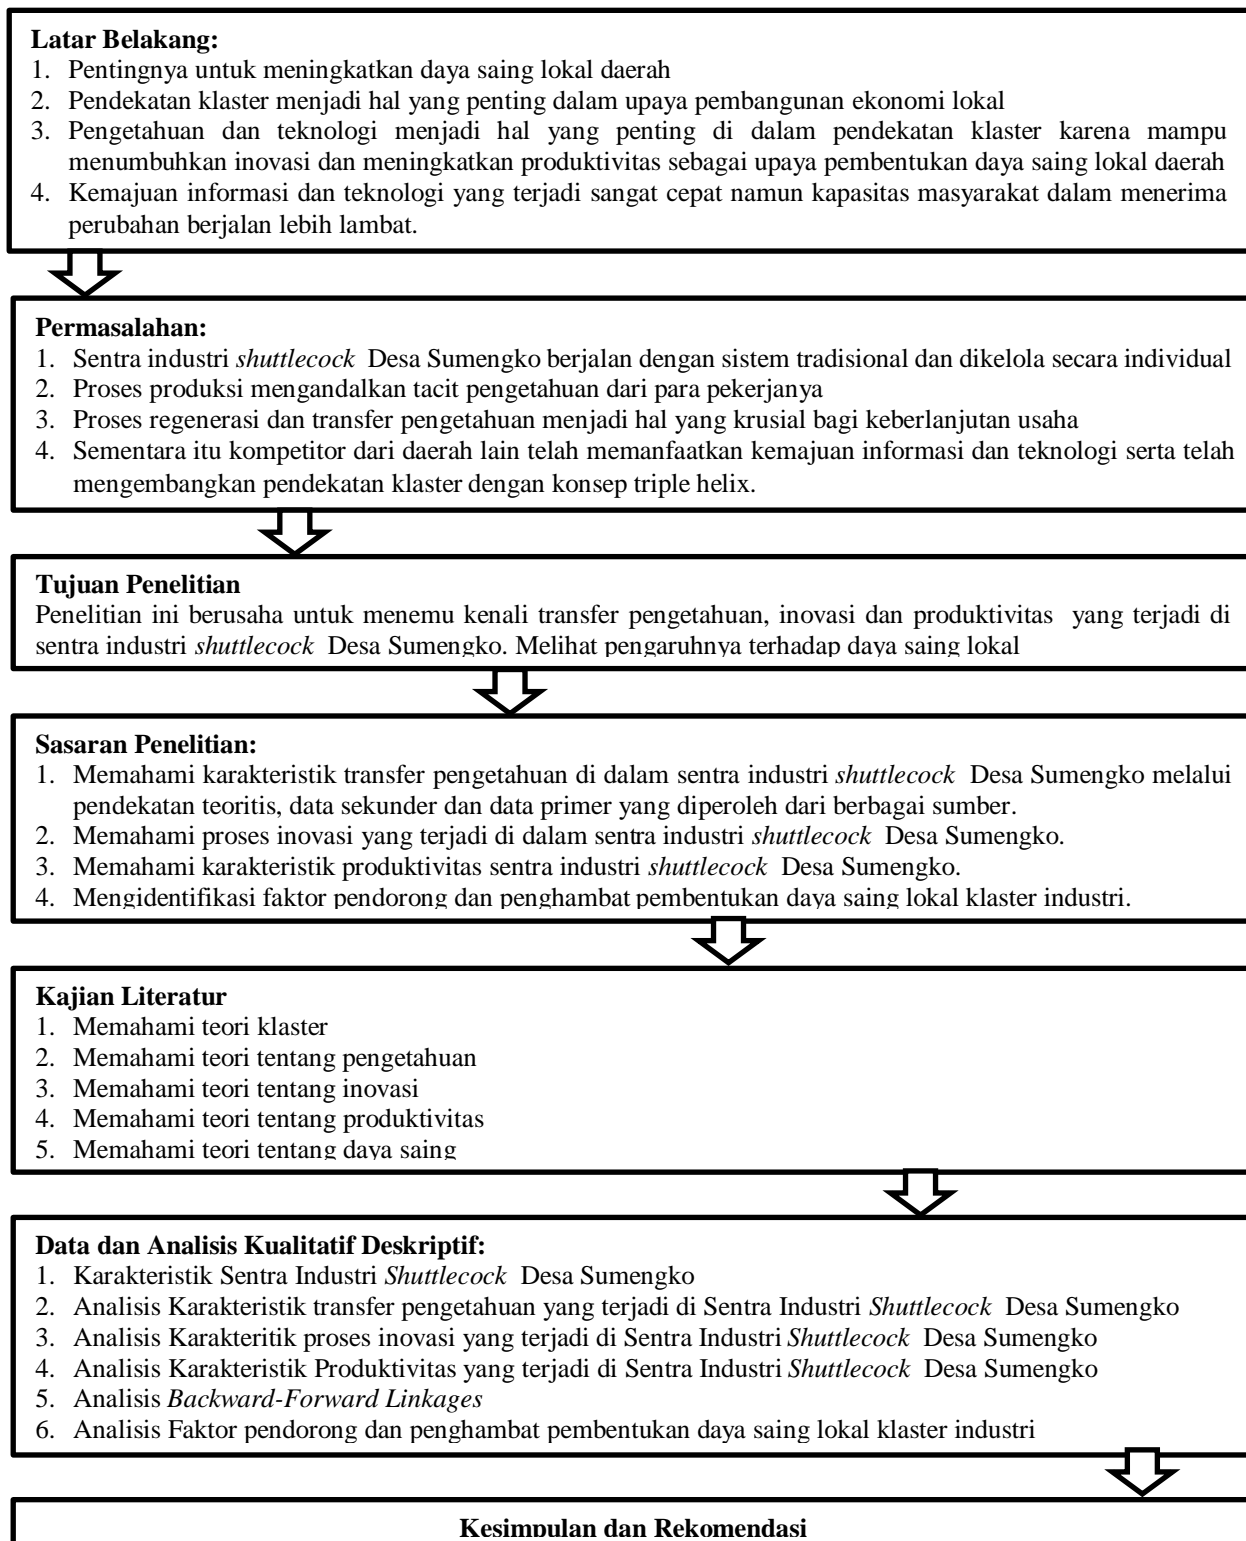 Latar Belakang:
1. Pentingnya untuk meningkatkan daya saing lokal daerah
2. Pendekatan klaster menjadi hal yang penting dalam upaya pembangunan ekonomi lokal
3. Pengetahuan dan teknologi menjadi hal yang penting di dalam pendekatan klaster karena mampu
menumbuhkan inovasi dan meningkatkan produktivitas sebagai upaya pembentukan daya saing lokal daerah
4. Kemajuan informasi dan teknologi yang terjadi sangat cepat namun kapasitas masyarakat dalam menerima
perubahan berjalan lebih lambat.
Permasalahan:
1. Sentra industri shuttlecock Desa Sumengko berjalan dengan sistem tradisional dan dikelola secara individual
2. Proses produksi mengandalkan tacit pengetahuan dari para pekerjanya
3. Proses regenerasi dan transfer pengetahuan menjadi hal yang krusial bagi keberlanjutan usaha
4. Sementara itu kompetitor dari daerah lain telah memanfaatkan kemajuan informasi dan teknologi serta telah
mengembangkan pendekatan klaster dengan konsep triple helix.
Tujuan Penelitian
Penelitian ini berusaha untuk menemu kenali transfer pengetahuan, inovasi dan produktivitas yang terjadi di
sentra industri shuttlecock Desa Sumengko. Melihat pengaruhnya terhadap daya saing lokal
Sasaran Penelitian:
1. Memahami karakteristik transfer pengetahuan di dalam sentra industri shuttlecock Desa Sumengko melalui
pendekatan teoritis, data sekunder dan data primer yang diperoleh dari berbagai sumber.
2. Memahami proses inovasi yang terjadi di dalam sentra industri shuttlecock Desa Sumengko.
3. Memahami karakteristik produktivitas sentra industri shuttlecock Desa Sumengko.
4. Mengidentifikasi faktor pendorong dan penghambat pembentukan daya saing lokal klaster industri.
Kajian Literatur
1. Memahami teori klaster
2. Memahami teori tentang pengetahuan
3. Memahami teori tentang inovasi
4. Memahami teori tentang produktivitas
5. Memahami teori tentang daya saing
Data dan Analisis Kualitatif Deskriptif:
1. Karakteristik Sentra Industri Shuttlecock Desa Sumengko
2. Analisis Karakteristik transfer pengetahuan yang terjadi di Sentra Industri Shuttlecock Desa Sumengko
3. Analisis Karakteritik proses inovasi yang terjadi di Sentra Industri Shuttlecock Desa Sumengko
4. Analisis Karakteristik Produktivitas yang terjadi di Sentra Industri Shuttlecock Desa Sumengko
5. Analisis Backward-Forward Linkages
6. Analisis Faktor pendorong dan penghambat pembentukan daya saing lokal klaster industri
Kesimpulan dan Rekomendasi